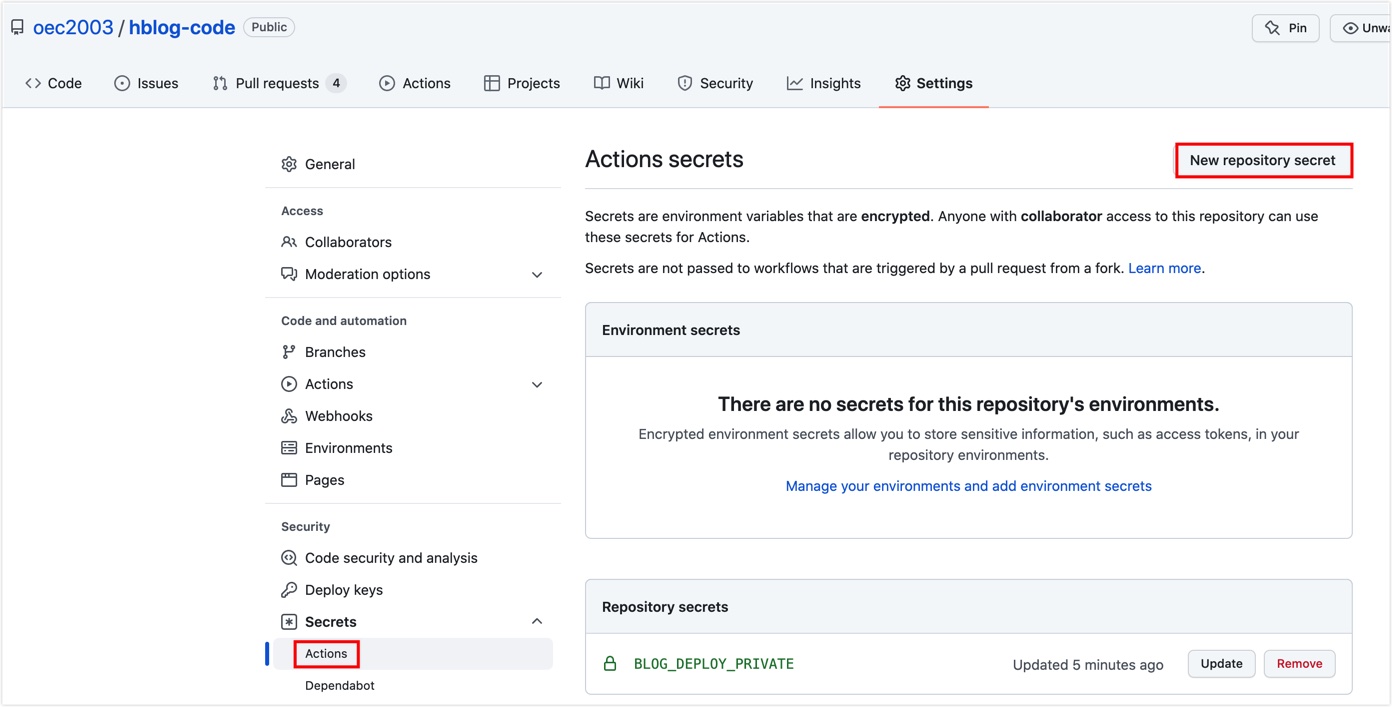 oec2003 / hblog-code Public
Pin
Unwa
Code Issues Pull requests 4 Actions Projects Wiki Security Insights Settings
General
Access
Collaborators
Moderation options
Code and automation
Branches
Actions
Webhooks
Environments
Pages
Security
Code security and analysis
Deploy keys
Secrets
Actions
Dependabot
Actions secrets
New repository secret
Secrets are environment variables that are encrypted. Anyone with collaborator access to this repository can use
these secrets for Actions.
Secrets are not passed to workflows that are triggered by a pull request from a fork. Learn more.
Environment secrets
There are no secrets for this repository's environments.
Encrypted environment secrets allow you to store sensitive information, such as access tokens, in your
repository environments.
Manage your environments and add environment secrets
Repository secrets
BLOG_DEPLOY_PRIVATE Updated 5 minutes ago Update Remove